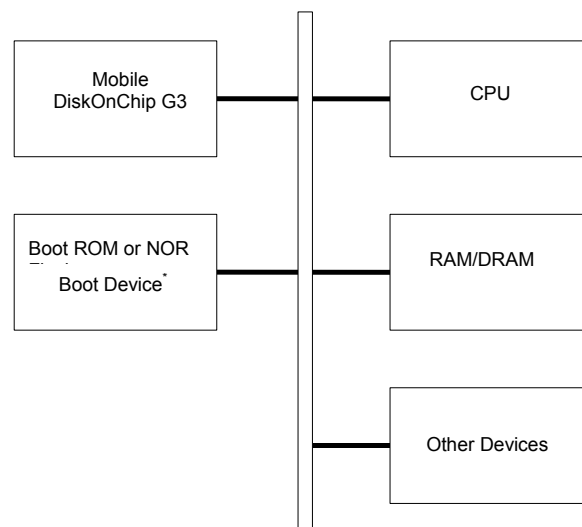 Mobile
DiskOnChip G3
CPU
Boot ROM or NOR
Boot Device*
RAM/DRAM
Other Devices